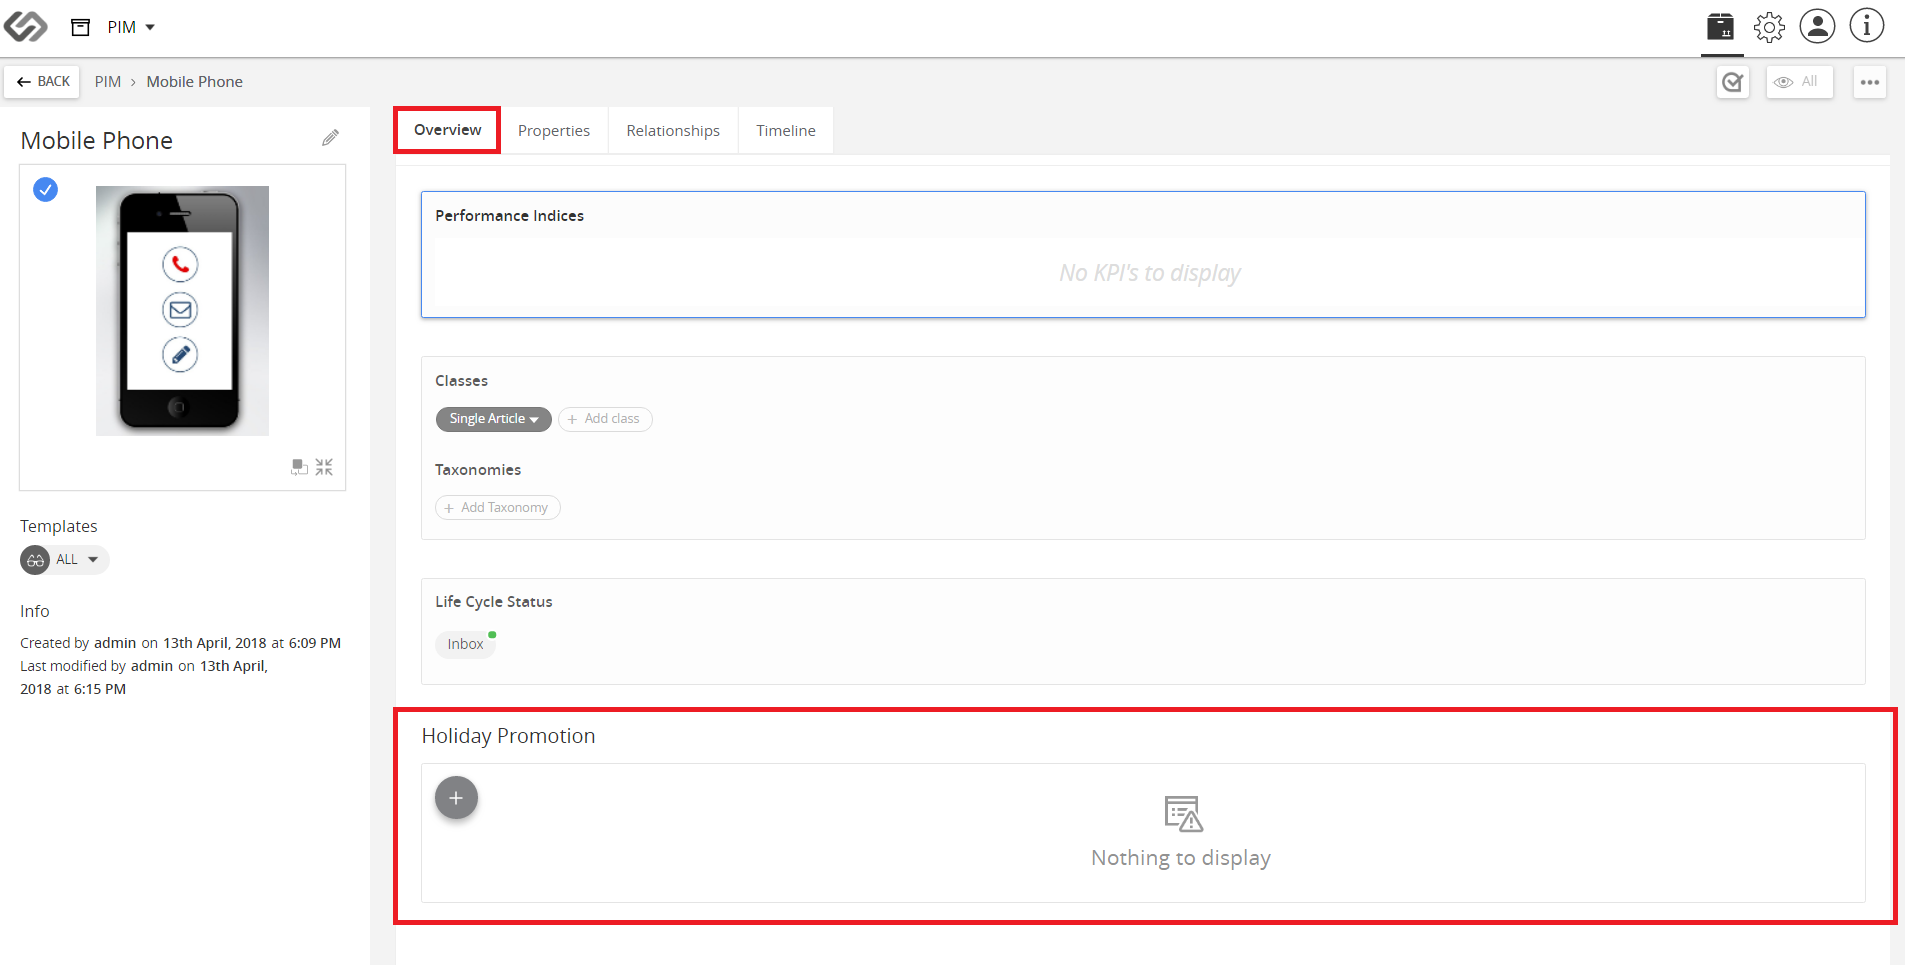 PIM
BACK
PIM › Mobile Phone
All
Mobile Phone
Overview
Properties
Relationships
Timeline
Performance Indices
No KPI's to display
Classes
Single Article
+ Add class
Taxonomies
+ Add Taxonomy
Templates
ALL
Life Cycle Status
Inbox
Info
Created by admin on 13th April, 2018 at 6:09 PM
Last modified by admin on 13th April,
2018 at 6:15 PM
Holiday Promotion
+
Nothing to display